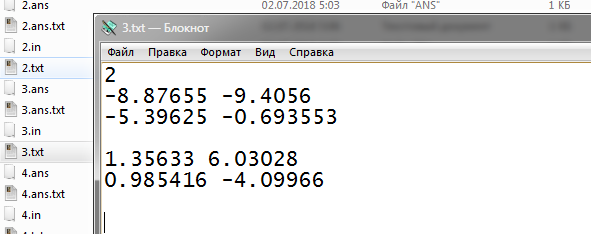 2.ans
02.07.2018 5:03
Файл "ANS"
1 КБ
2.ans.txt
2.in
2.txt
3.ans
3.ans.txt
3.in
3.txt
4.ans
4.ans.txt
4.in
3.txt — Блокнот
Файл Правка Формат Вид Справка
2
-8.87655 -9.4056
-5.39625 -0.693553
1.35633 6.03028
0.985416 -4.09966